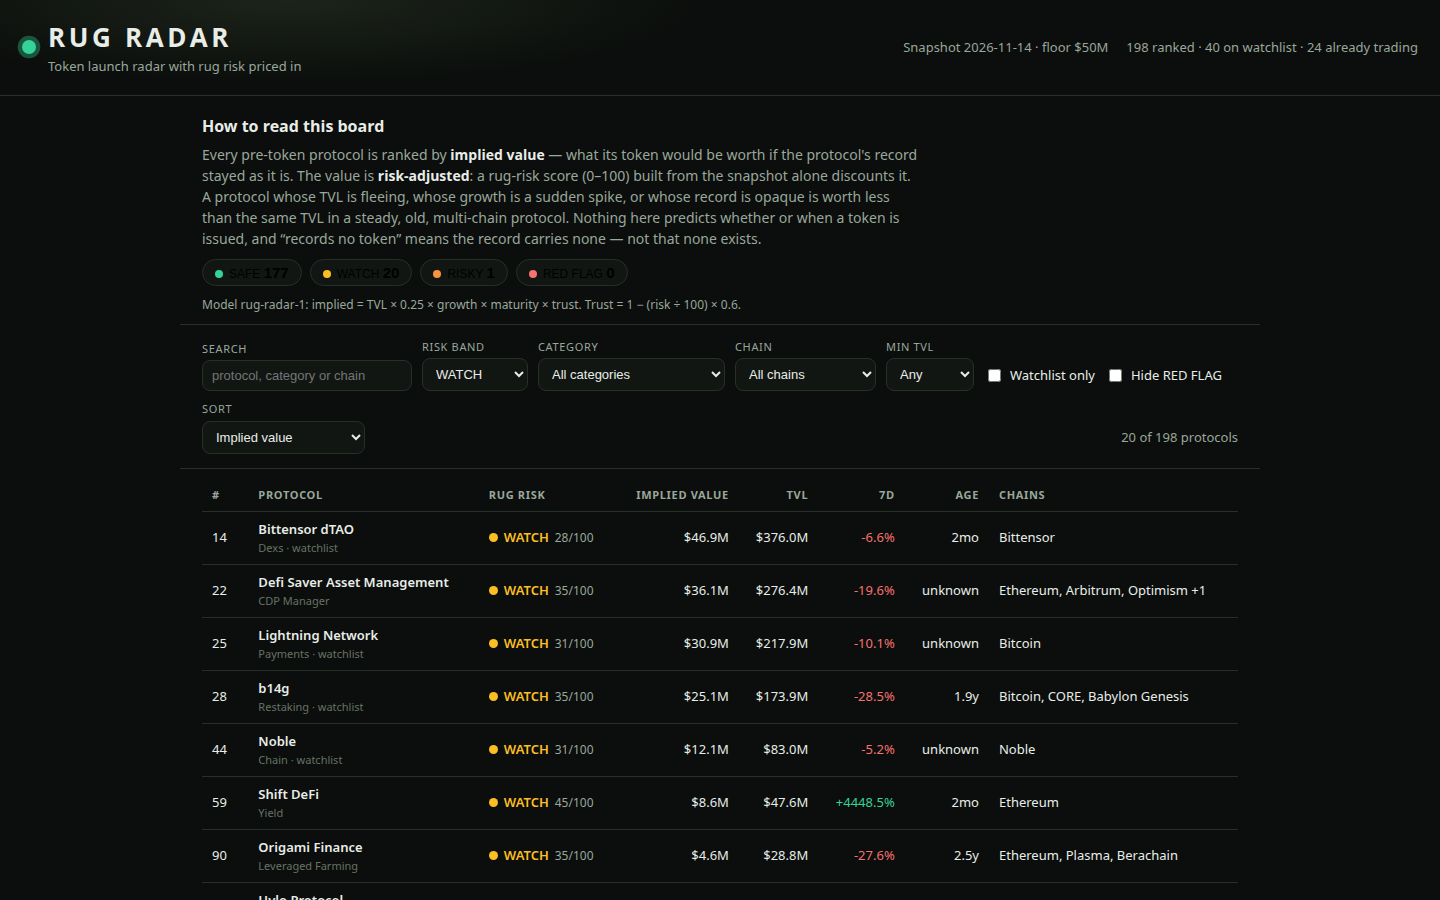 RUG RADAR
Token launch radar with rug risk priced in
Snapshot 2026-11-14 · floor $50M 198 ranked · 40 on watchlist · 24 already trading
How to read this board
Every pre-token protocol is ranked by implied value — what its token would be worth if the protocol's record
stayed as it is. The value is risk-adjusted: a rug-risk score (0–100) built from the snapshot alone discounts it.
A protocol whose TVL is fleeing, whose growth is a sudden spike, or whose record is opaque is worth less
than the same TVL in a steady, old, multi-chain protocol. Nothing here predicts whether or when a token is
issued, and “records no token” means the record carries none — not that none exists.
SAFE 177 WATCH 20 RISKY 1 RED FLAG 0
Model rug-radar-1: implied = TVL × 0.25 × growth × maturity × trust. Trust = 1 − (risk ÷ 100) × 0.6.
SEARCH RISK BAND CATEGORY CHAIN MIN TVL
protocol, category or chain WATCH All categories All chains Any Watchlist only Hide RED FLAG
SORT
Implied value 20 of 198 protocols
# PROTOCOL RUG RISK IMPLIED VALUE TVL 7D AGE CHAINS
14 Bittensor dTAO WATCH 28/100 $46.9M $376.0M -6.6% 2mo Bittensor
Dexs · watchlist
22 Defi Saver Asset Management WATCH 35/100 $36.1M $276.4M -19.6% unknown Ethereum, Arbitrum, Optimism +1
CDP Manager
25 Lightning Network WATCH 31/100 $30.9M $217.9M -10.1% unknown Bitcoin
Payments · watchlist
28 b14g WATCH 35/100 $25.1M $173.9M -28.5% 1.9y Bitcoin, CORE, Babylon Genesis
Restaking · watchlist
44 Noble WATCH 31/100 $12.1M $83.0M -5.2% unknown Noble
Chain · watchlist
59 Shift DeFi WATCH 45/100 $8.6M $47.6M +4448.5% 2mo Ethereum
Yield
90 Origami Finance WATCH 35/100 $4.6M $28.8M -27.6% 2.5y Ethereum, Plasma, Berachain
Leveraged Farming